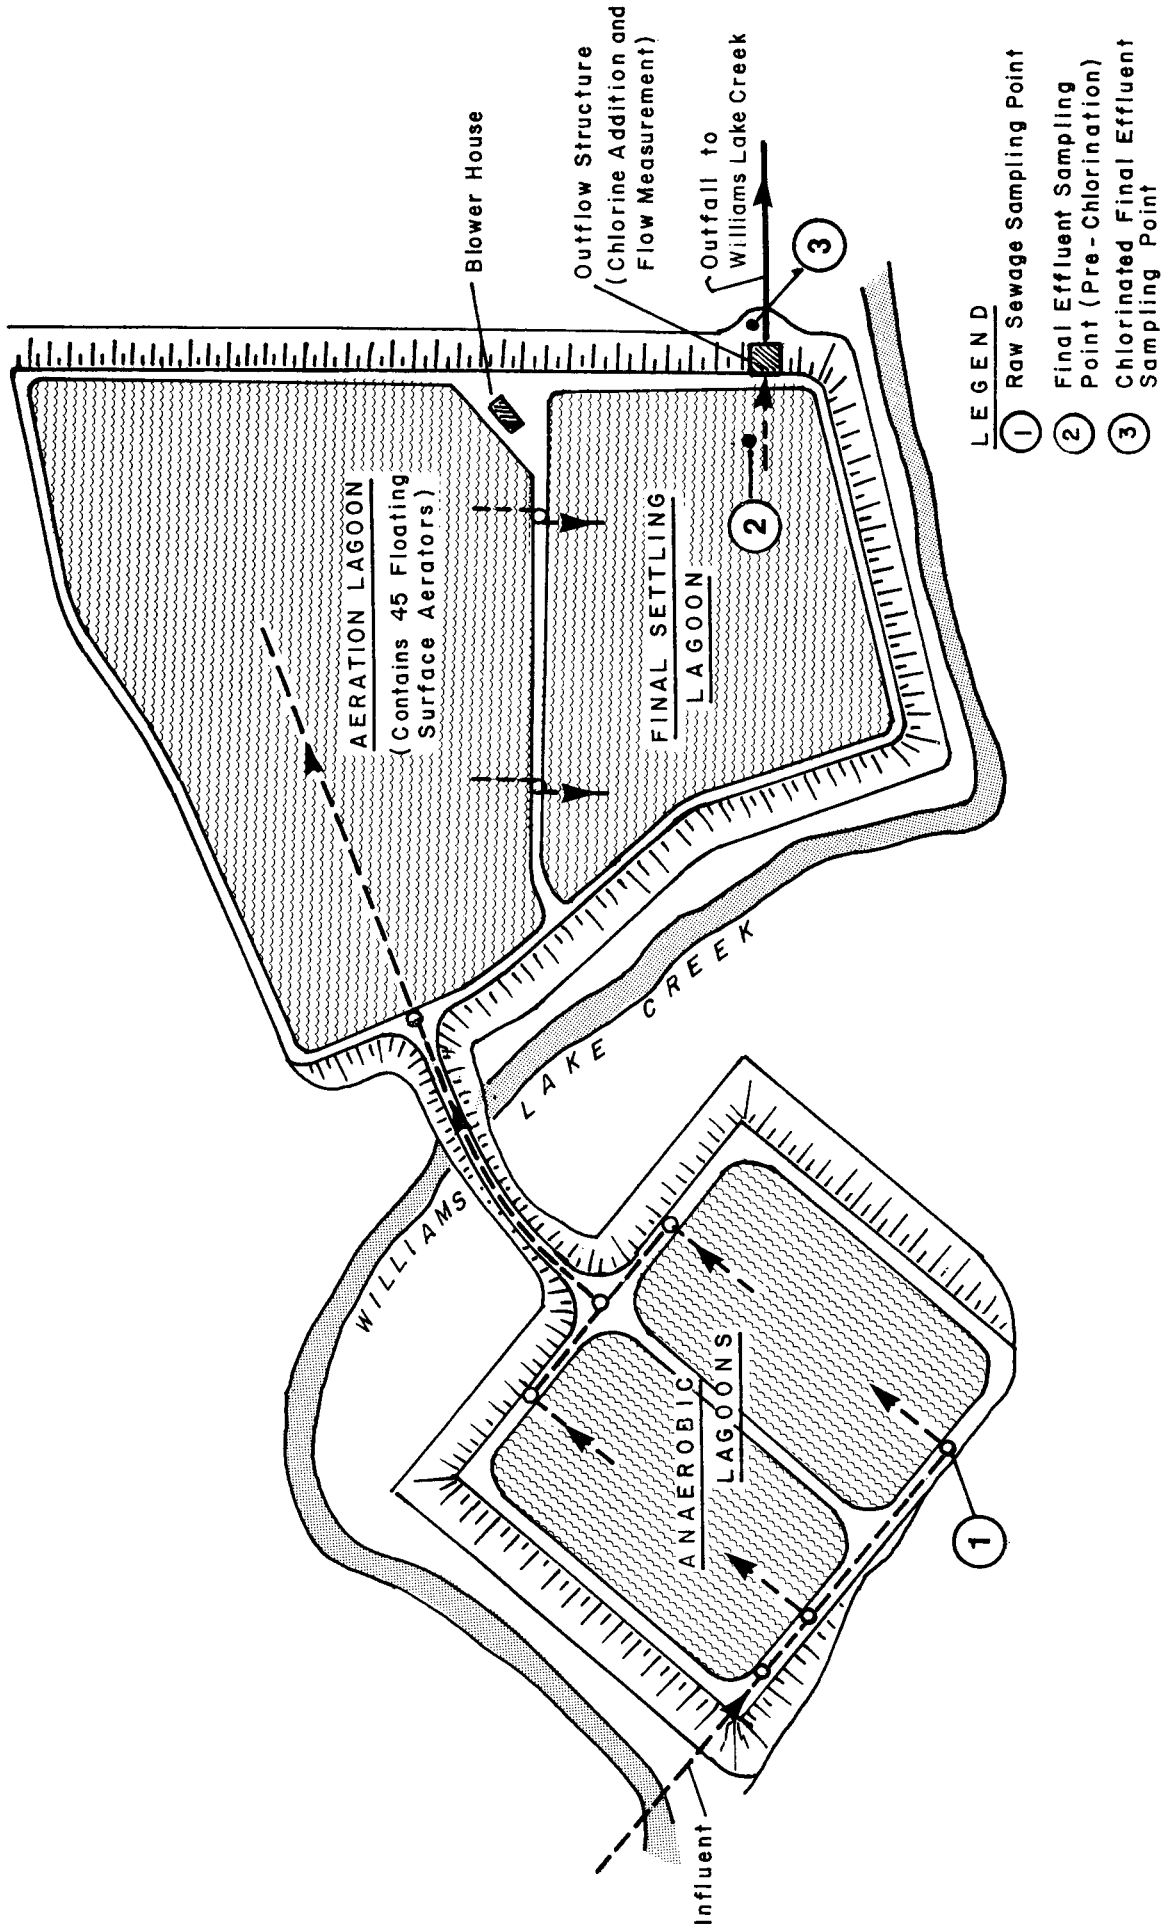 Blower House
Outflow Structure
(Chlorine Addition and
Flow Measurement)
Outfall to
Williams Lake Creek
AERATION LAGOON
(Contains 45 Floating
Surface Aerators)
FINAL SETTLING
LAGOON
2
3
WILLIAMS
LAKE CREEK
ANAEROBIC
LAGOONS
1
Influent
LEGEND
1 Raw Sewage Sampling Point
2 Final Effluent Sampling
Point (Pre-Chlorination)
3 Chlorinated Final Effluent
Sampling Point